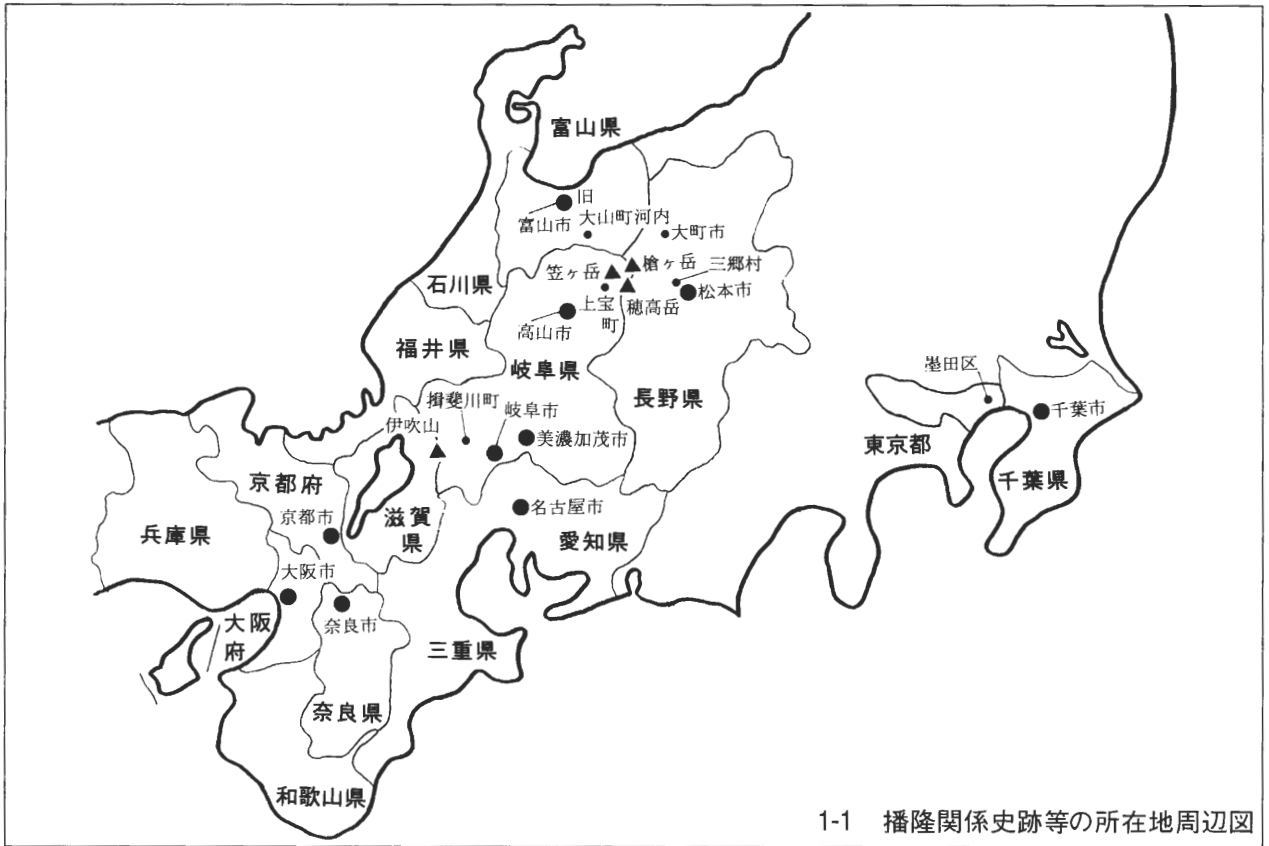 富山県
旧
富山市
大山町河内
大町市
笠ヶ岳
槍ヶ岳
三郷村
石川県
上宝
町
穂高岳
松本市
高山市
福井県
岐阜県
長野県
墨田区
千葉市
揖斐川町
岐阜市
伊吹山
美濃加茂市
東京都
千葉県
京都府
京都市
滋賀
県
名古屋市
愛知県
兵庫県
大阪市
大阪
府
奈良市
三重県
奈良県
和歌山県
1-1 播隆関係史跡等の所在地周辺図